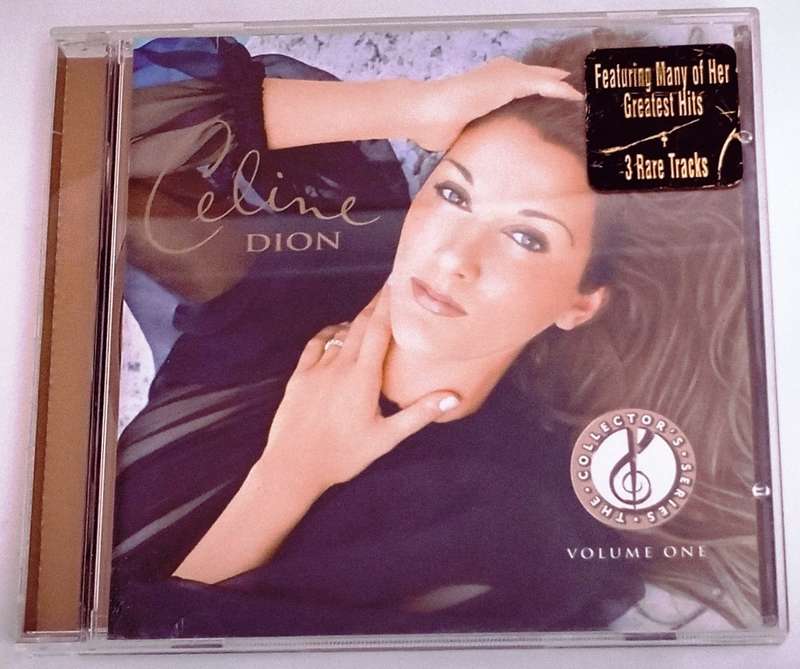 Featuring Many of Her
Greatest Hits
+
3 Rare Tracks
Celine
DION
THE COLLECTOR'S SERIES
VOLUME ONE